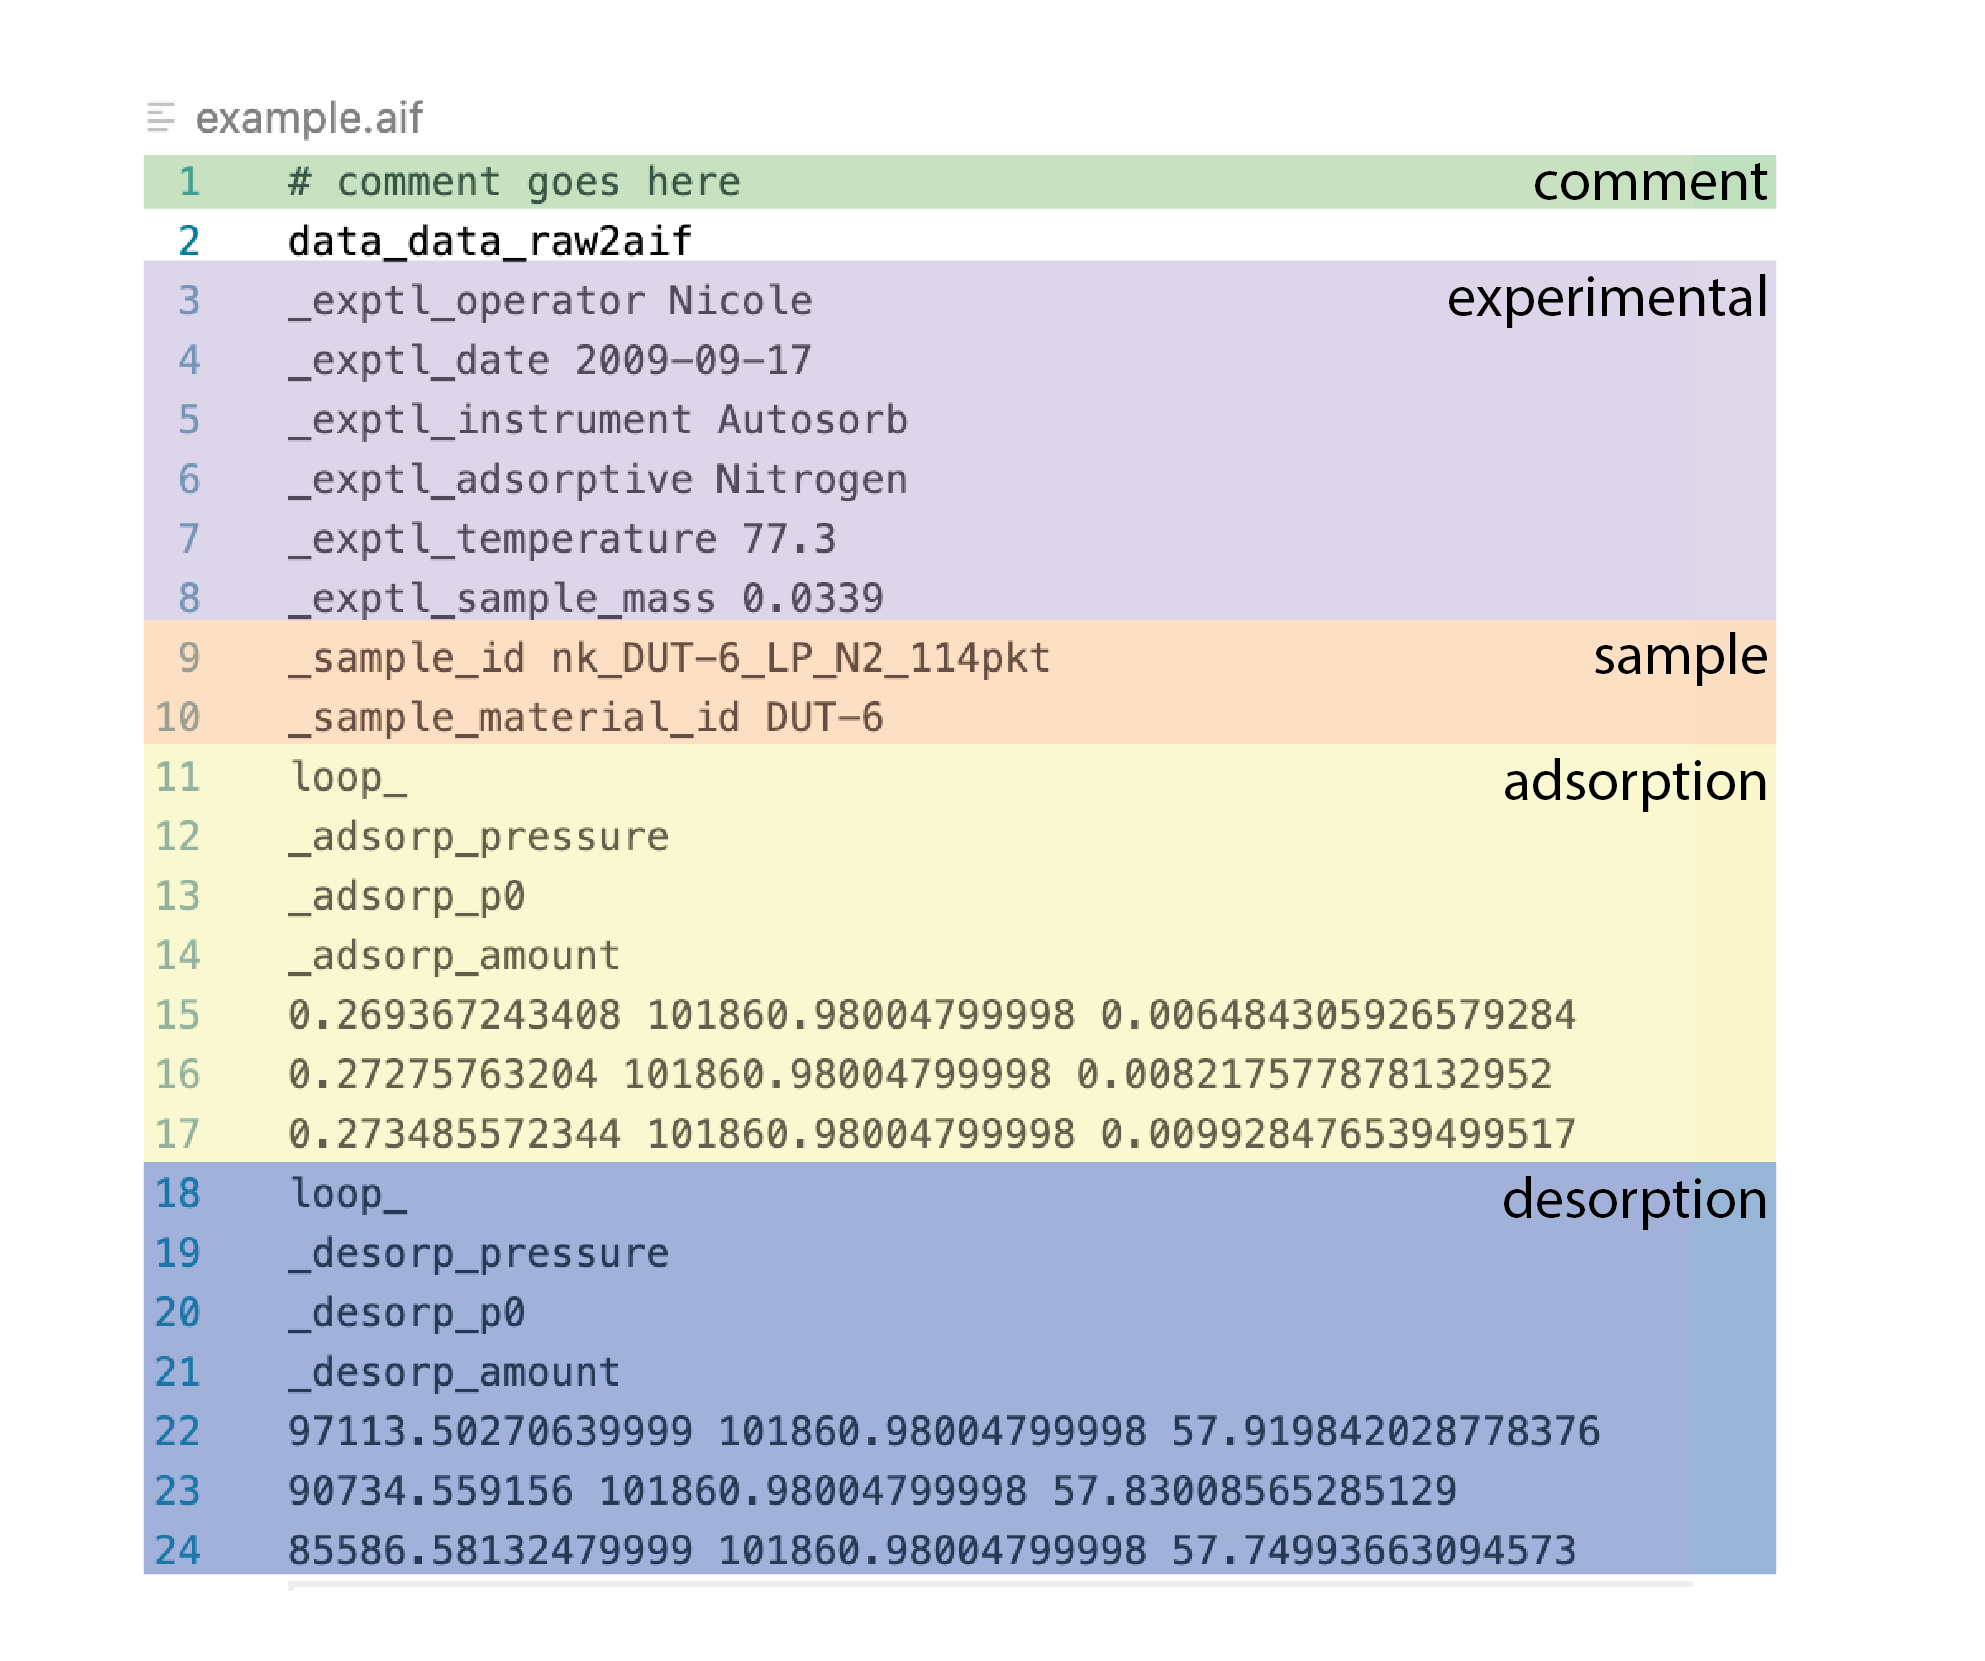 example.aif
1 # comment goes here comment
2 data_data_raw2aif
3 _exptl_operator Nicole experimental
4 _exptl_date 2009-09-17
5 _exptl_instrument Autosorb
6 _exptl_adsorptive Nitrogen
7 _exptl_temperature 77.3
8 _exptl_sample_mass 0.0339
9 _sample_id nk_DUT-6_LP_N2_114pkt sample
10 _sample_material_id DUT-6
11 loop_ adsorption
12 _adsorp_pressure
13 _adsorp_p0
14 _adsorp_amount
15 0.269367243408 101860.98004799998 0.006484305926579284
16 0.27275763204 101860.98004799998 0.008217577878132952
17 0.273485572344 101860.98004799998 0.009928476539499517
18 loop_ desorption
19 _desorp_pressure
20 _desorp_p0
21 _desorp_amount
22 97113.50270639999 101860.98004799998 57.919842028778376
23 90734.559156 101860.98004799998 57.83008565285129
24 85586.58132479999 101860.98004799998 57.74993663094573